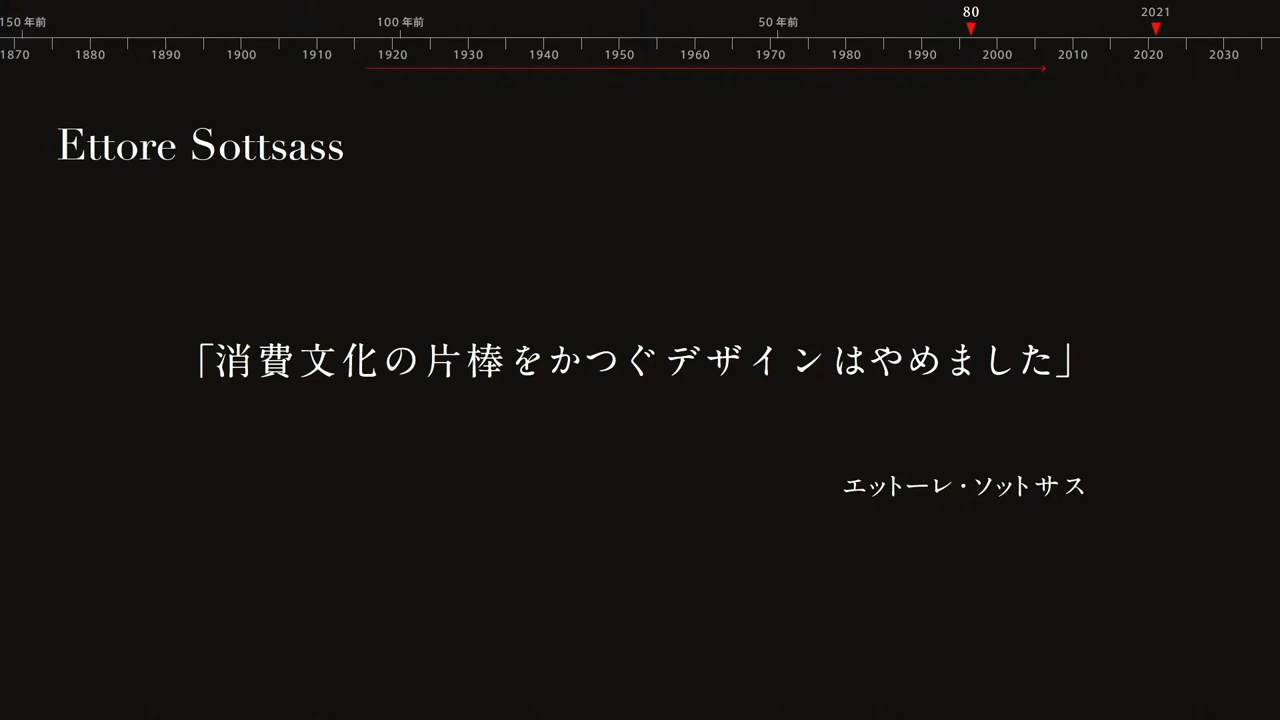 150 年前 100 年前 50 年前 80 2021
1870 1880 1890 1900 1910 1920 1930 1940 1950 1960 1970 1980 1990 2000 2010 2020 2030
Ettore Sottsass
「消費文化の片棒をかつぐデザインはやめました」
エットーレ・ソットサス